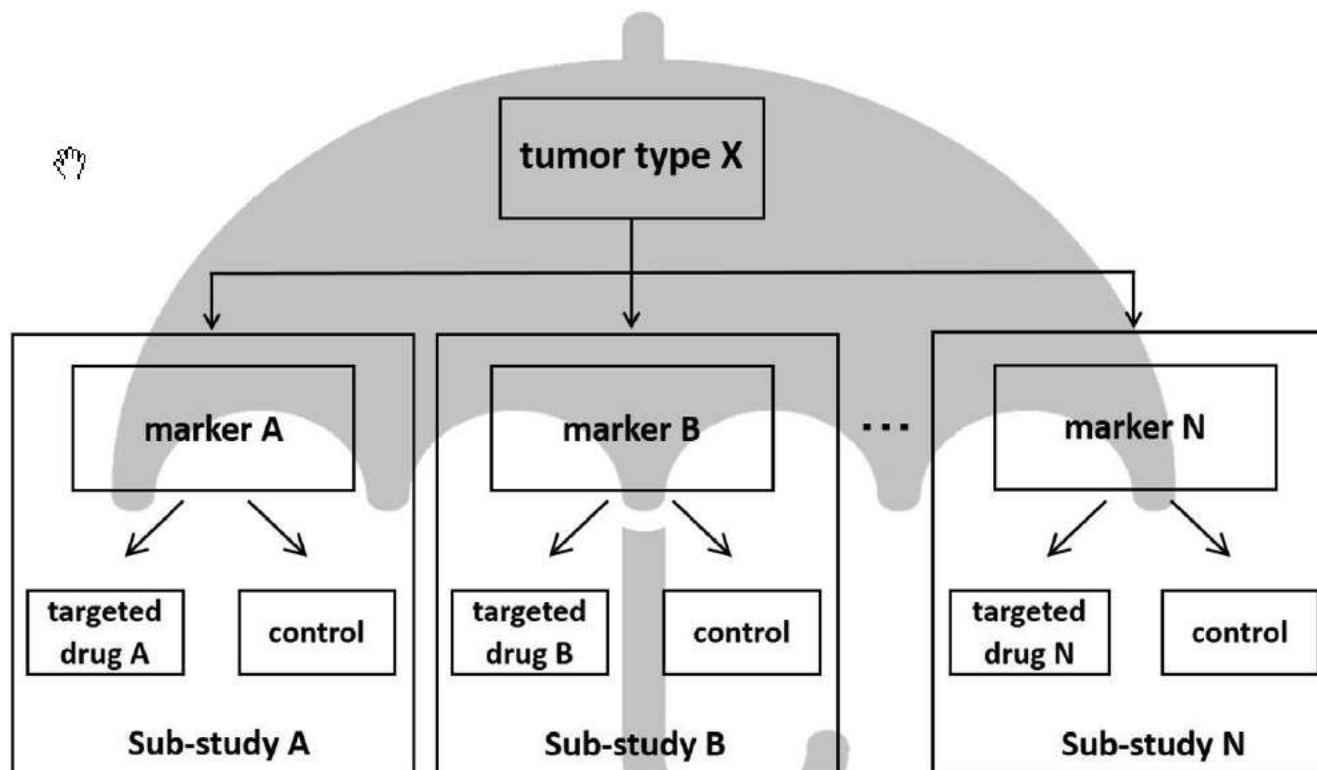 tumor type X
marker A
marker B
...
marker N
targeted
drug A
control
targeted
drug B
control
targeted
drug N
control
Sub-study A
Sub-study B
Sub-study N